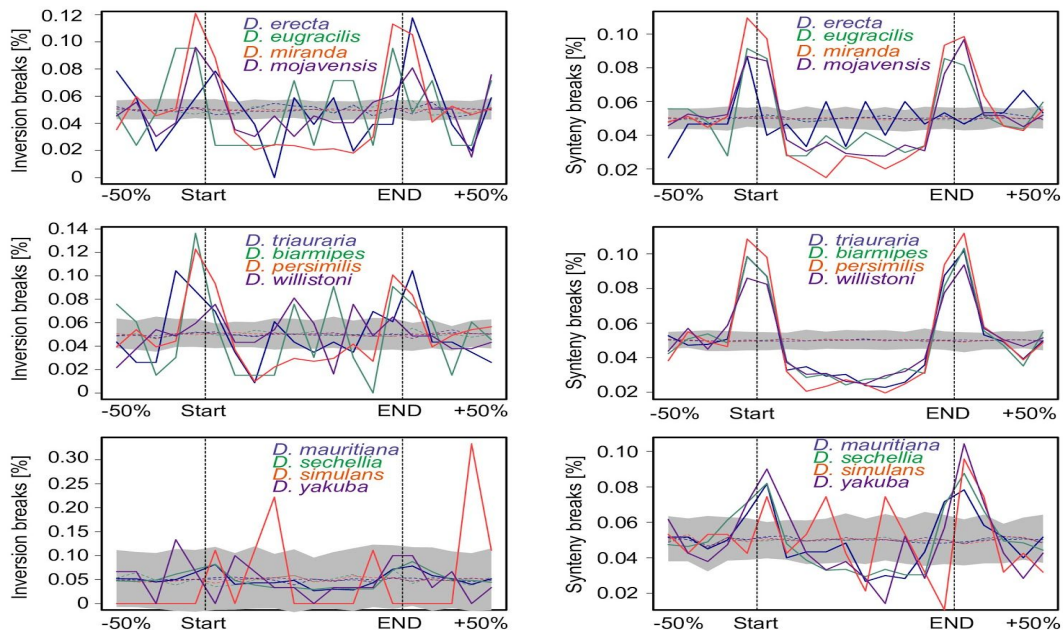 Inversion breaks [%]
0.12
0.10
0.08
0.06
0.04
0.02
0
D. erecta
D. eugracilis
D. miranda
D. mojavensis
-50% Start END +50%
Synteny breaks [%]
0.10
0.08
0.06
0.04
0.02
D. erecta
D. eugracilis
D. miranda
D. mojavensis
-50% Start END +50%
Inversion breaks [%]
0.14
0.12
0.10
0.08
0.06
0.04
0.02
0
D. triauraria
D. biarmipes
D. persimilis
D. willistoni
-50% Start END +50%
Synteny breaks [%]
0.10
0.08
0.06
0.04
0.02
D. triauraria
D. biarmipes
D. persimilis
D. willistoni
-50% Start END +50%
Inversion breaks [%]
0.30
0.20
0.10
0.05
0
D. mauritiana
D. sechellia
D. simulans
D. yakuba
-50% Start END +50%
Synteny breaks [%]
0.10
0.08
0.06
0.04
0.02
D. mauritiana
D. sechellia
D. simulans
D. yakuba
-50% Start END +50%